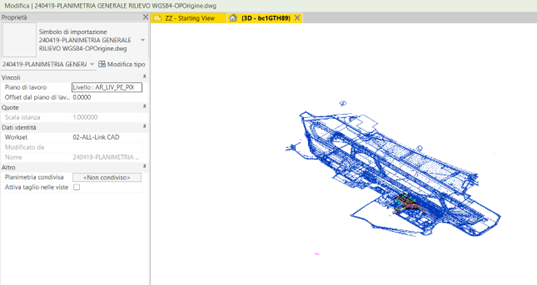 Modifica | 240419-PLANIMETRIA GENERALE RILIEVO WGS84-OPOrigine.dwg
Proprietà
ZZ - Starting View
(3D - bc1GTH89)
Simbolo di importazione
240419-PLANIMETRIA GENERALE
RILIEVO WGS84-OPOrigine.dwg
240419-PLANIMETRIA GENERA
Modifica tipo
Vincoli
Piano di lavoro
Livello : AR_LIV_PE_P0(
Offset dal piano di lav...
0.0000
Quote
Scala istanza
1.000000
Dati identità
Workset
02-ALL-Link CAD
Modificato da
Nome
240419-PLANIMETRIA ...
Altro
Planimetria condivisa
<Non condiviso>
Attiva taglio nelle viste